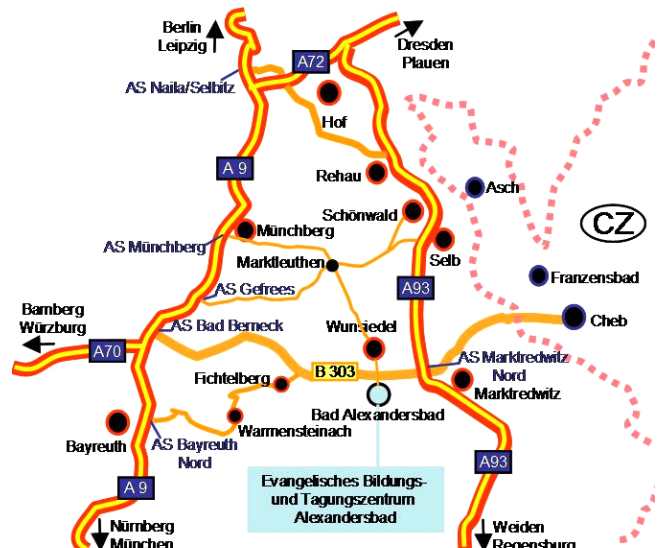 Berlin
Leipzig
Dresden
Plauen
A72
AS Naila/Selbitz
Hof
A 9
Rehau
Asch
Schönwald
CZ
Münchberg
AS Münchberg
Selb
Marktleuthen
Franzensbad
A93
AS Gefrees
Bamberg
Würzburg
AS Bad Berneck
Cheb
Wunsiedel
A70
AS Marktredwitz
Nord
B 303
Fichtelberg
Marktredwitz
Bad Alexandersbad
Warmensteinach
Bayreuth
AS Bayreuth
Nord
A93
Evangelisches Bildungs-
und Tagungszentrum
Alexandersbad
A 9
Nürnberg
München
Weiden
Regensburg